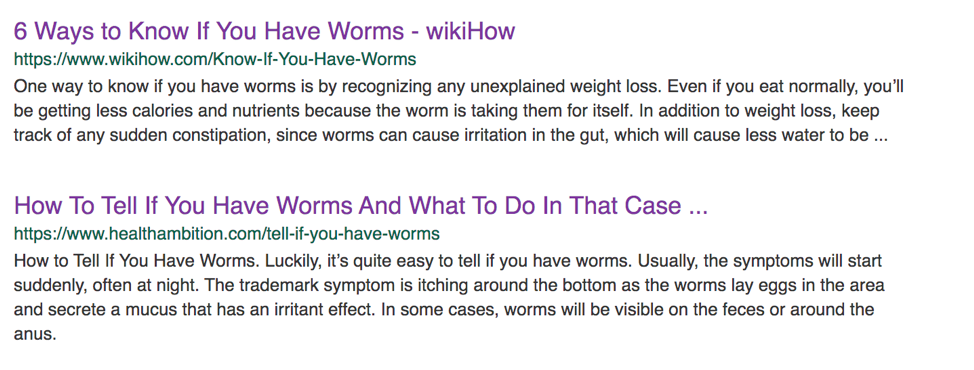 6 Ways to Know If You Have Worms - wikiHow
https://www.wikihow.com/Know-If-You-Have-Worms
One way to know if you have worms is by recognizing any unexplained weight loss. Even if you eat normally, you’ll
be getting less calories and nutrients because the worm is taking them for itself. In addition to weight loss, keep
track of any sudden constipation, since worms can cause irritation in the gut, which will cause less water to be ...
How To Tell If You Have Worms And What To Do In That Case ...
https://www.healthambition.com/tell-if-you-have-worms
How to Tell If You Have Worms. Luckily, it’s quite easy to tell if you have worms. Usually, the symptoms will start
suddenly, often at night. The trademark symptom is itching around the bottom as the worms lay eggs in the area
and secrete a mucus that has an irritant effect. In some cases, worms will be visible on the feces or around the
anus.